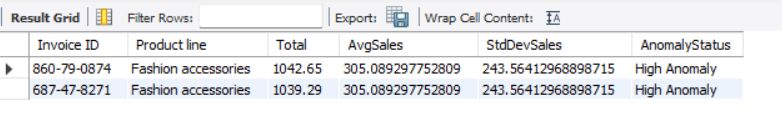 Result Grid Filter Rows: Export: Wrap Cell Content:
Invoice ID Product line Total AvgSales StdDevSales AnomalyStatus
860-79-0874 Fashion accessories 1042.65 305.089297752809 243.56412968898715 High Anomaly
687-47-8271 Fashion accessories 1039.29 305.089297752809 243.56412968898715 High Anomaly